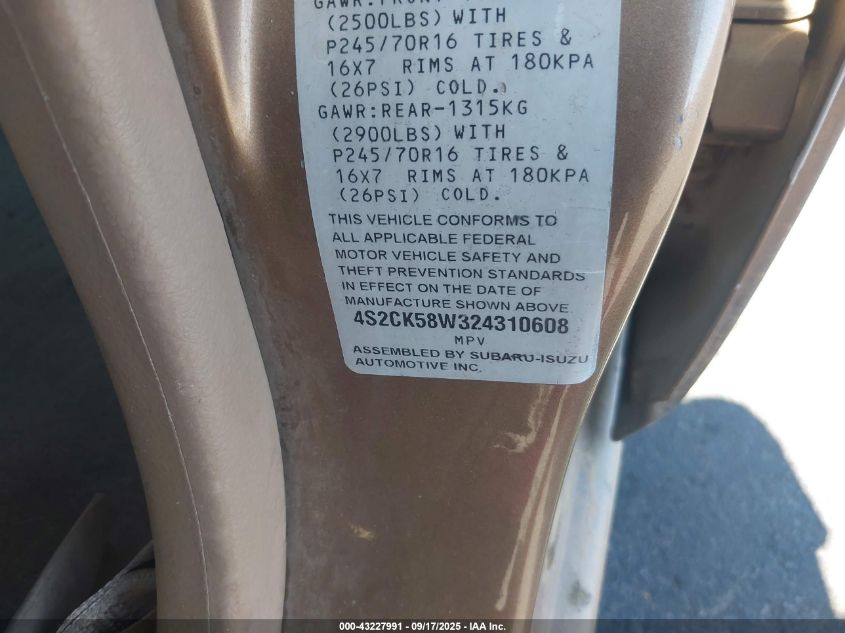 GAWR:FRONT
(2500LBS) WITH
P245/70R16 TIRES &
16X7 RIMS AT 180KPA
(26PSI) COLD.
GAWR:REAR-1315KG
(2900LBS) WITH
P245/70R16 TIRES &
16X7 RIMS AT 180KPA
(26PSI) COLD.
THIS VEHICLE CONFORMS TO
ALL APPLICABLE FEDERAL
MOTOR VEHICLE SAFETY AND
THEFT PREVENTION STANDARDS
IN EFFECT ON THE DATE OF
MANUFACTURE SHOWN ABOVE
4S2CK58W324310608
MPV
ASSEMBLED BY SUBARU-ISUZU
AUTOMOTIVE INC.
000-43227991 - 09/17/2025 - IAA Inc.